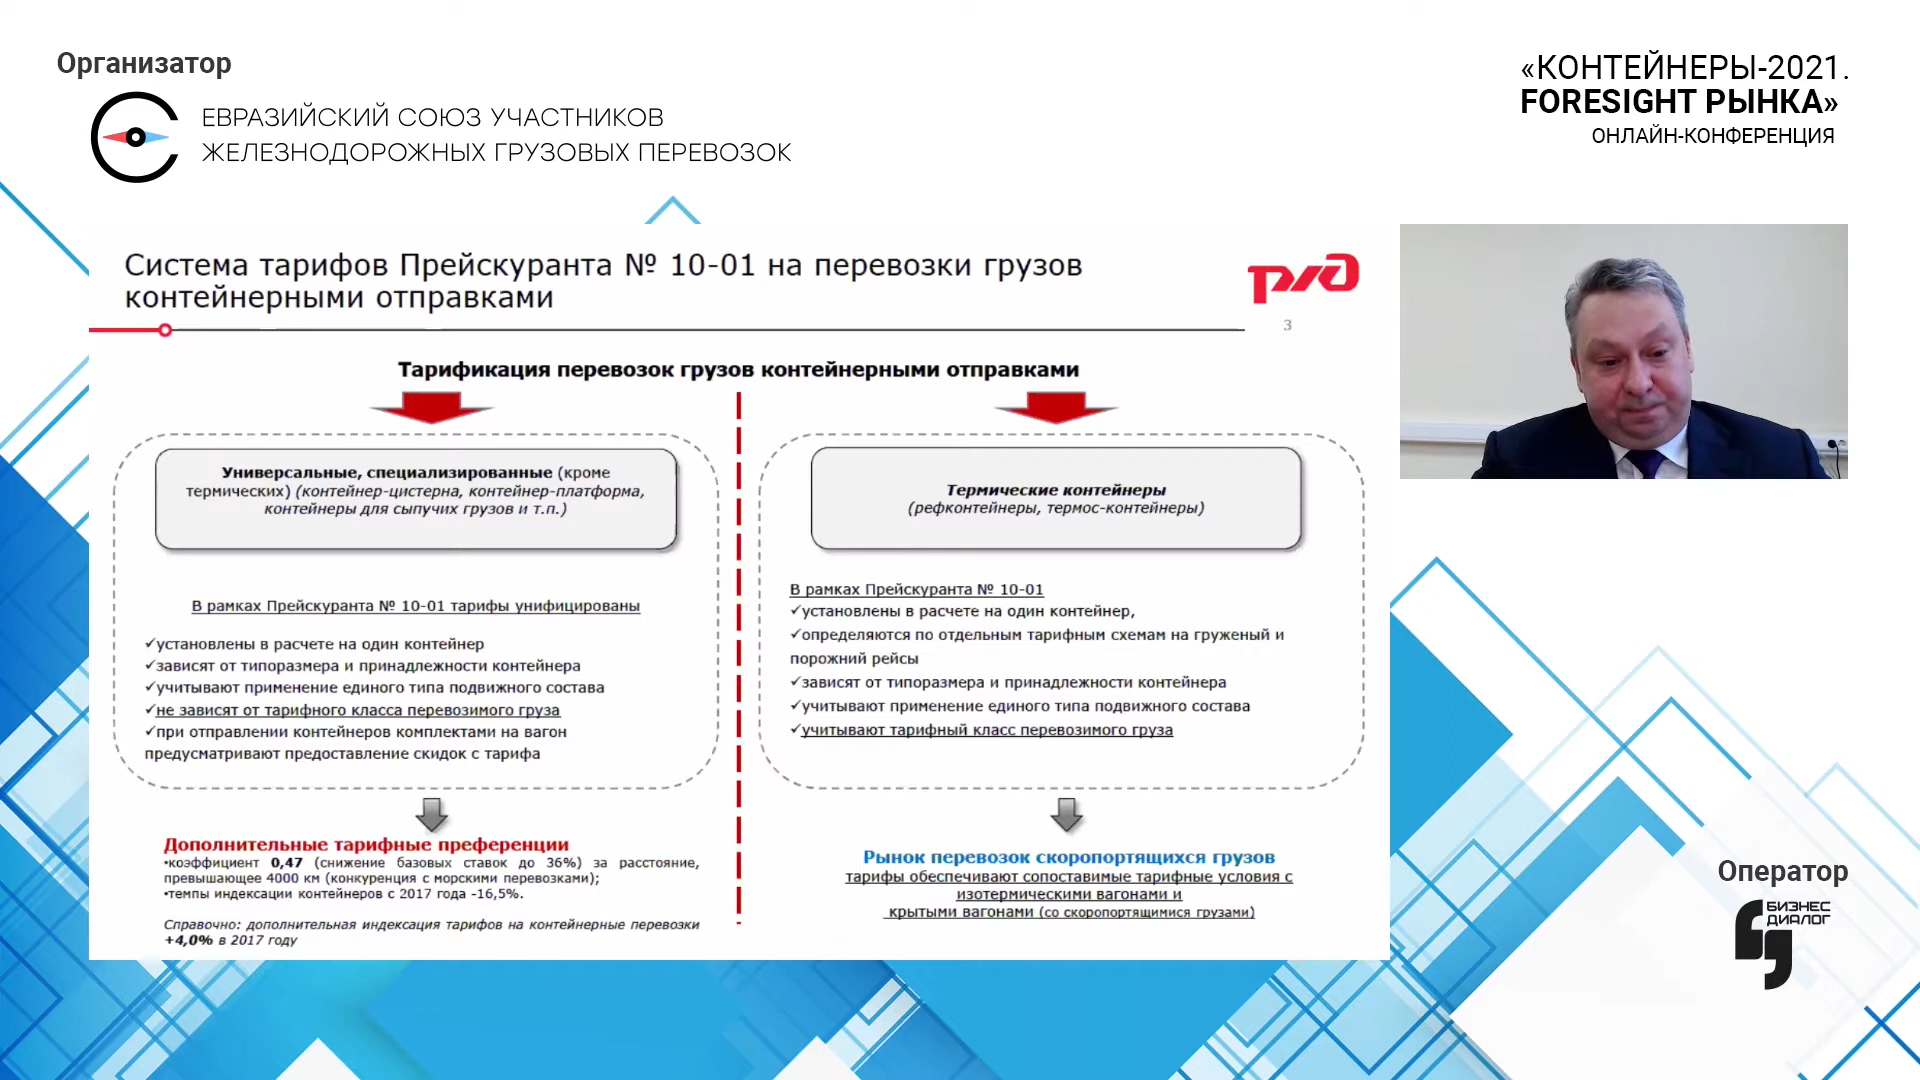 Организатор
ЕВРАЗИЙСКИЙ СОЮЗ УЧАСТНИКОВ
ЖЕЛЕЗНОДОРОЖНЫХ ГРУЗОВЫХ ПЕРЕВОЗОК
«КОНТЕЙНЕРЫ-2021.
FORESIGHT РЫНКА»
ОНЛАЙН-КОНФЕРЕНЦИЯ
Система тарифов Прейскуранта № 10-01 на перевозки грузов
контейнерными отправками
ржд
3
Тарификация перевозок грузов контейнерными отправками
Универсальные, специализированные (кроме
термических) (контейнер-цистерна, контейнер-платформа,
контейнеры для сыпучих грузов и т.п.)
В рамках Прейскуранта № 10-01 тарифы унифицированы
✓установлены в расчете на один контейнер
✓зависят от типоразмера и принадлежности контейнера
✓учитывают применение единого типа подвижного состава
✓не зависят от тарифного класса перевозимого груза
✓при отправлении контейнеров комплектами на вагон
предусматривают предоставление скидок с тарифа
Дополнительные тарифные преференции
•коэффициент 0,47 (снижение базовых ставок до 36%) за расстояние,
превышающее 4000 км (конкуренция с морскими перевозками);
•темпы индексации контейнеров с 2017 года -16,5%.
Справочно: дополнительная индексация тарифов на контейнерные перевозки
+4,0% в 2017 году
Термические контейнеры
(рефконтейнеры, термос-контейнеры)
В рамках Прейскуранта № 10-01
✓установлены в расчете на один контейнер,
✓определяются по отдельным тарифным схемам на груженый и
порожний рейсы
✓зависят от типоразмера и принадлежности контейнера
✓учитывают применение единого типа подвижного состава
✓учитывают тарифный класс перевозимого груза
Рынок перевозок скоропортящихся грузов
тарифы обеспечивают сопоставимые тарифные условия с
изотермическими вагонами и
крытыми вагонами (со скоропортящимися грузами)
Оператор
БИЗНЕС
ДИАЛОГ